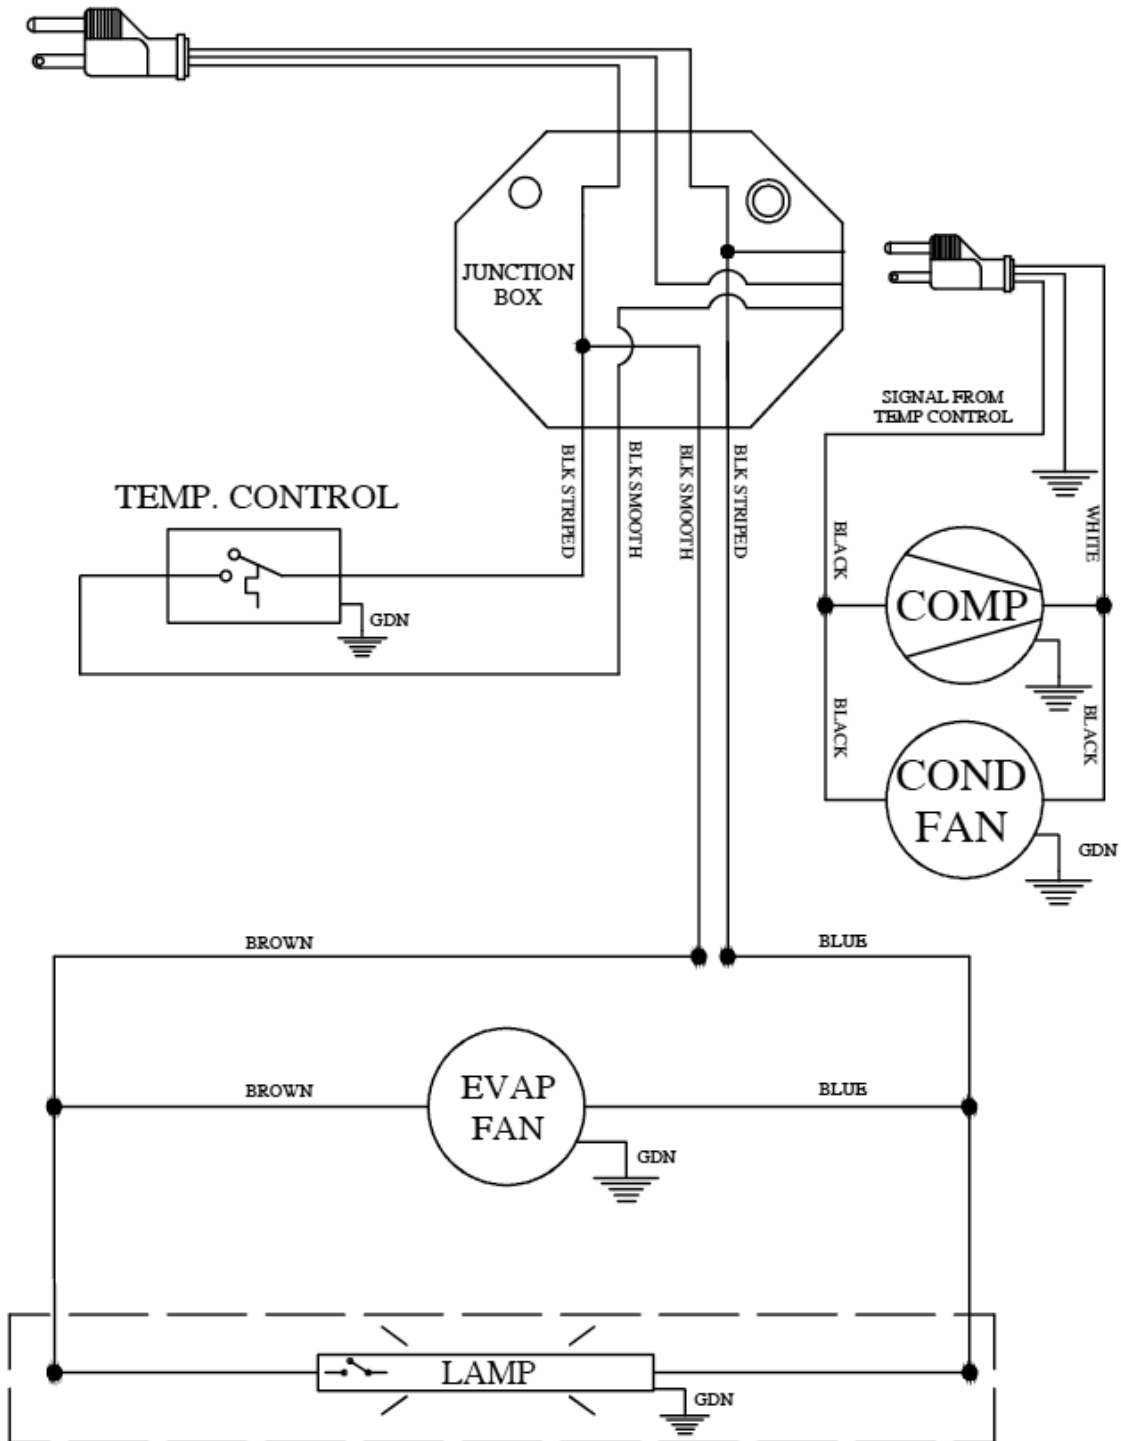 JUNCTION
BOX
SIGNAL FROM
TEMP CONTROL
BLK STRIPED
BLK SMOOTH
BLK SMOOTH
BLK STRIPED
TEMP. CONTROL
GDN
BLACK
WHITE
COMP
BLACK
BLACK
COND
FAN
GDN
BROWN
BLUE
BROWN
EVAP
FAN
BLUE
GDN
LAMP
GDN